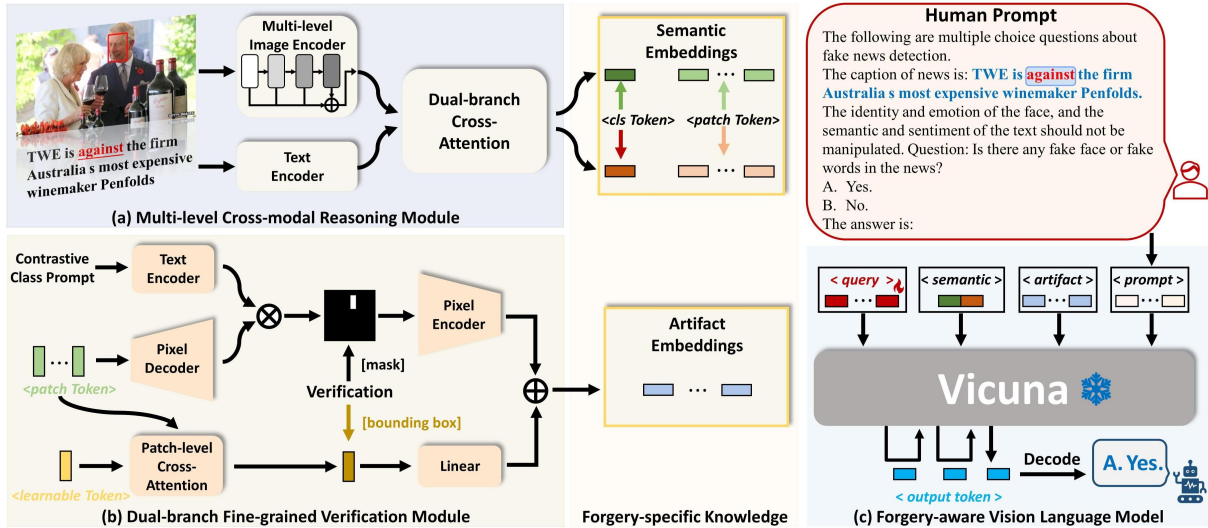 TWE is against the firm
Australia s most expensive
winemaker Penfolds
Multi-level
Image Encoder
Text
Encoder
Dual-branch
Cross-
Attention
(a) Multi-level Cross-modal Reasoning Module
Semantic
Embeddings
<cls Token>
<patch Token>
Contrastive
Class Prompt
Text
Encoder
Pixel
Decoder
<patch Token>
<learnable Token>
Patch-level
Cross-
Attention
[mask]
Verification
[bounding box]
Pixel
Encoder
Linear
(b) Dual-branch Fine-grained Verification Module
Artifact
Embeddings
Forgery-specific Knowledge
Human Prompt
The following are multiple choice questions about
fake news detection.
The caption of news is: TWE is against the firm
Australia s most expensive winemaker Penfolds.
The identity and emotion of the face, and the
semantic and sentiment of the text should not be
manipulated. Question: Is there any fake face or fake
words in the news?
A. Yes.
B. No.
The answer is:
< query >
< semantic >
< artifact >
< prompt >
Vicuna
< output token >
Decode
A. Yes.
(c) Forgery-aware Vision Language Model